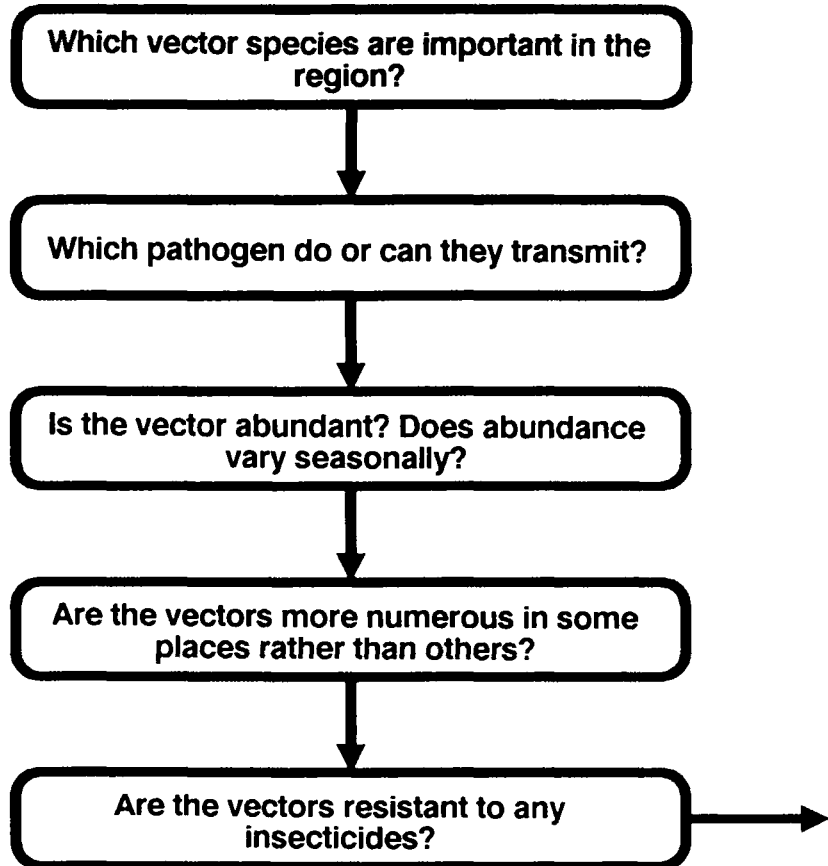 Which vector species are important in the
region?
Which pathogen do or can they transmit?
Is the vector abundant? Does abundance
vary seasonally?
Are the vectors more numerous in some
places rather than others?
Are the vectors resistant to any
insecticides?